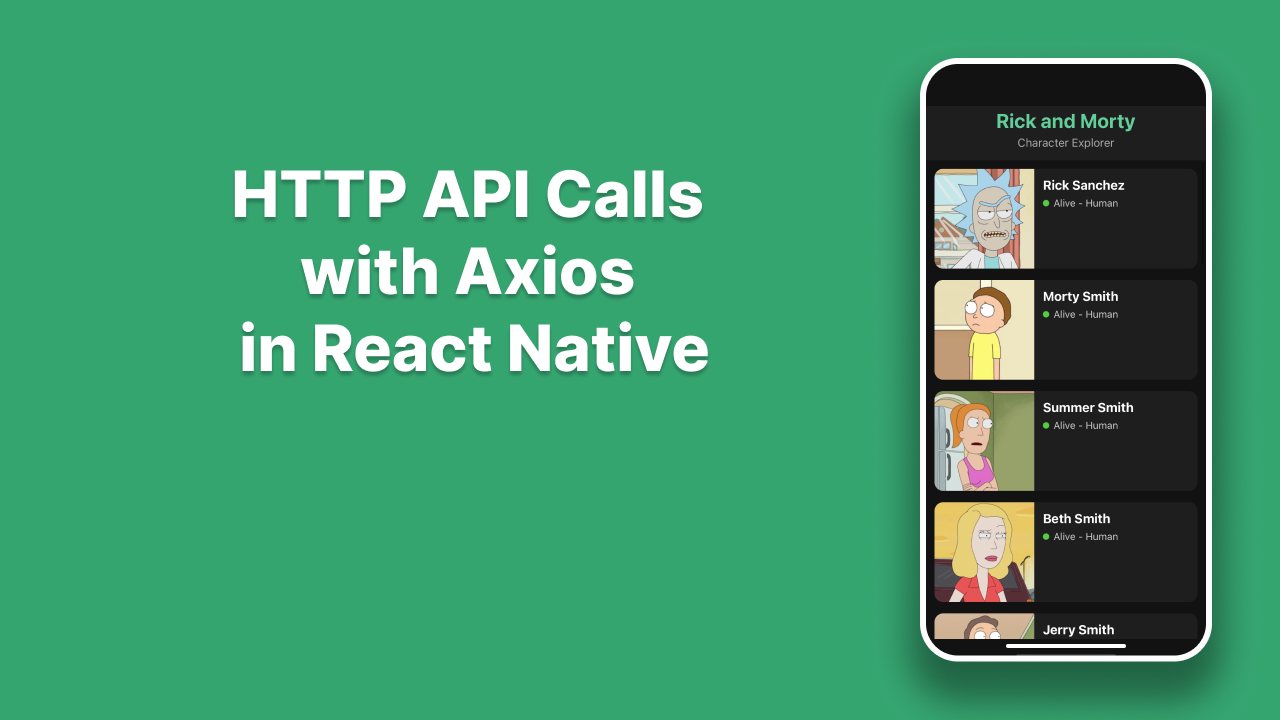 HTTP API Calls
with Axios
in React Native
Rick and Morty
Character Explorer
Rick Sanchez
Alive - Human
Morty Smith
Alive - Human
Summer Smith
Alive - Human
Beth Smith
Alive - Human
Jerry Smith